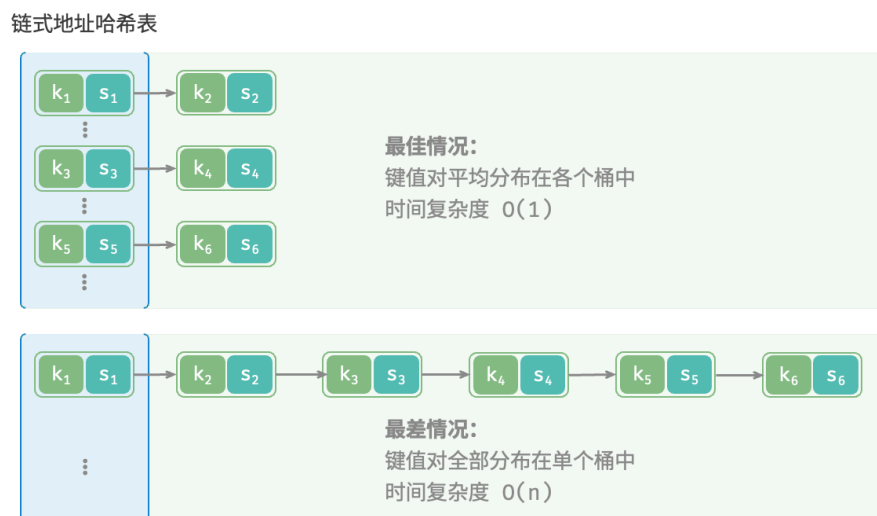 链式地址哈希表
k₁ s₁ k₂ s₂
k₃ s₃ k₄ s₄
k₅ s₅ k₆ s₆
最佳情况：
键值对平均分布在各个桶中
时间复杂度 O(1)
k₁ s₁ k₂ s₂ k₃ s₃ k₄ s₄ k₅ s₅ k₆ s₆
最差情况：
键值对全部分布在单个桶中
时间复杂度 O(n)